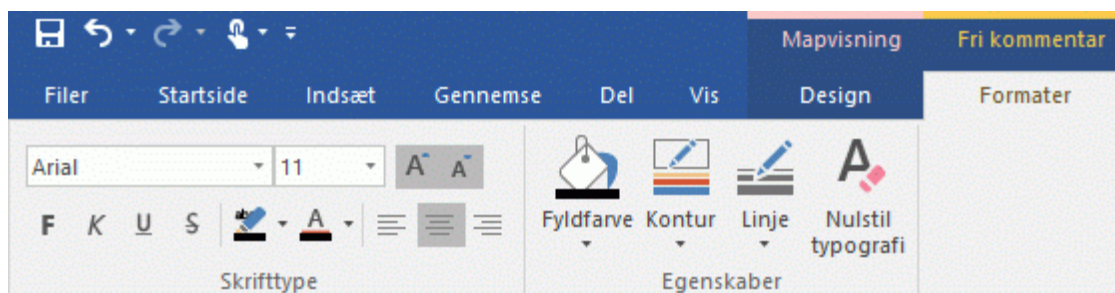 Mapvisning Fri kommentar
Filer Startside Indsæt Gennemse Del Vis Design Formater
Arial 11 A A
F K U S ab A
Fyldfarve Kontur Linje Nulstil typografi
Skrifttype Egenskaber